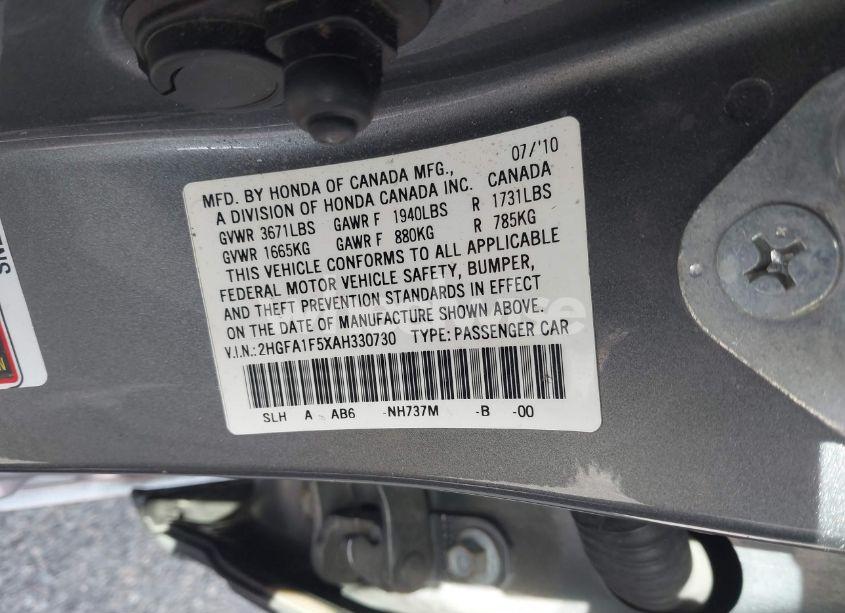 MFD. BY HONDA OF CANADA MFG., 07/'10
A DIVISION OF HONDA CANADA INC. CANADA
GVWR 3671LBS GAWR F 1940LBS R 1731LBS
GVWR 1665KG GAWR F 880KG R 785KG
THIS VEHICLE CONFORMS TO ALL APPLICABLE
FEDERAL MOTOR VEHICLE SAFETY, BUMPER,
AND THEFT PREVENTION STANDARDS IN EFFECT
ON THE DATE OF MANUFACTURE SHOWN ABOVE.
V.I.N.: 2HGFA1F5XAH330730 TYPE: PASSENGER CAR
SLH A AB6 -NH737M -B -00